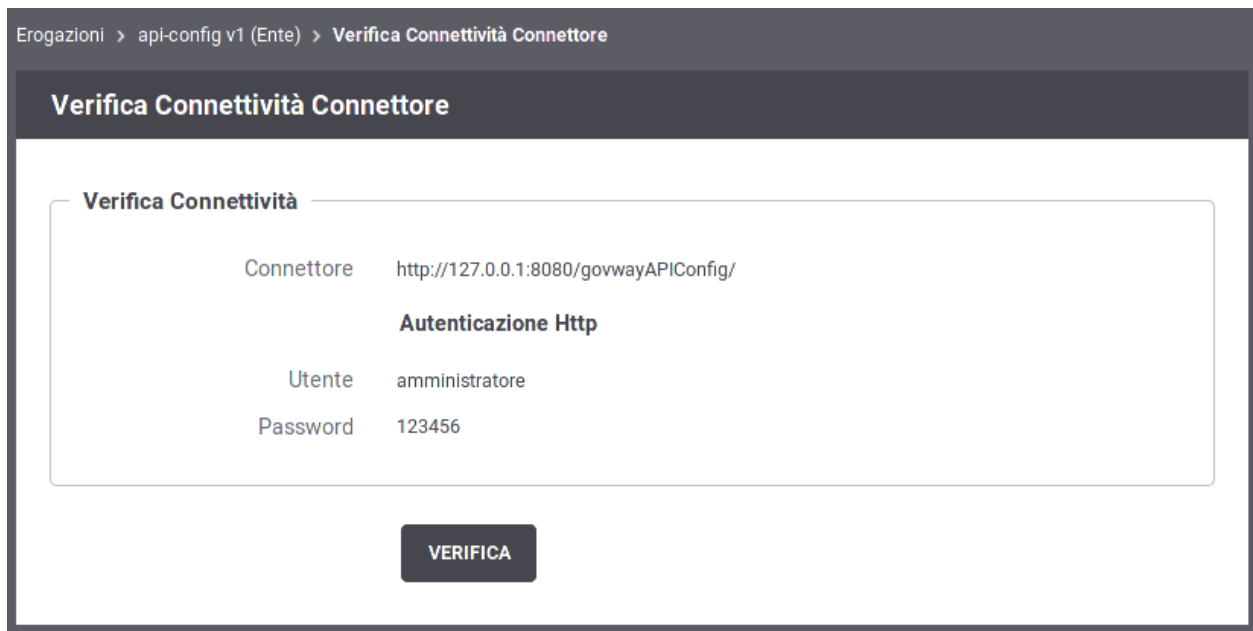 Erogazioni > api-config v1 (Ente) > Verifica Connettività Connettore
Verifica Connettività Connettore
Verifica Connettività
Connettore http://127.0.0.1:8080/govwayAPIConfig/
Autenticazione Http
Utente amministratore
Password 123456
VERIFICA